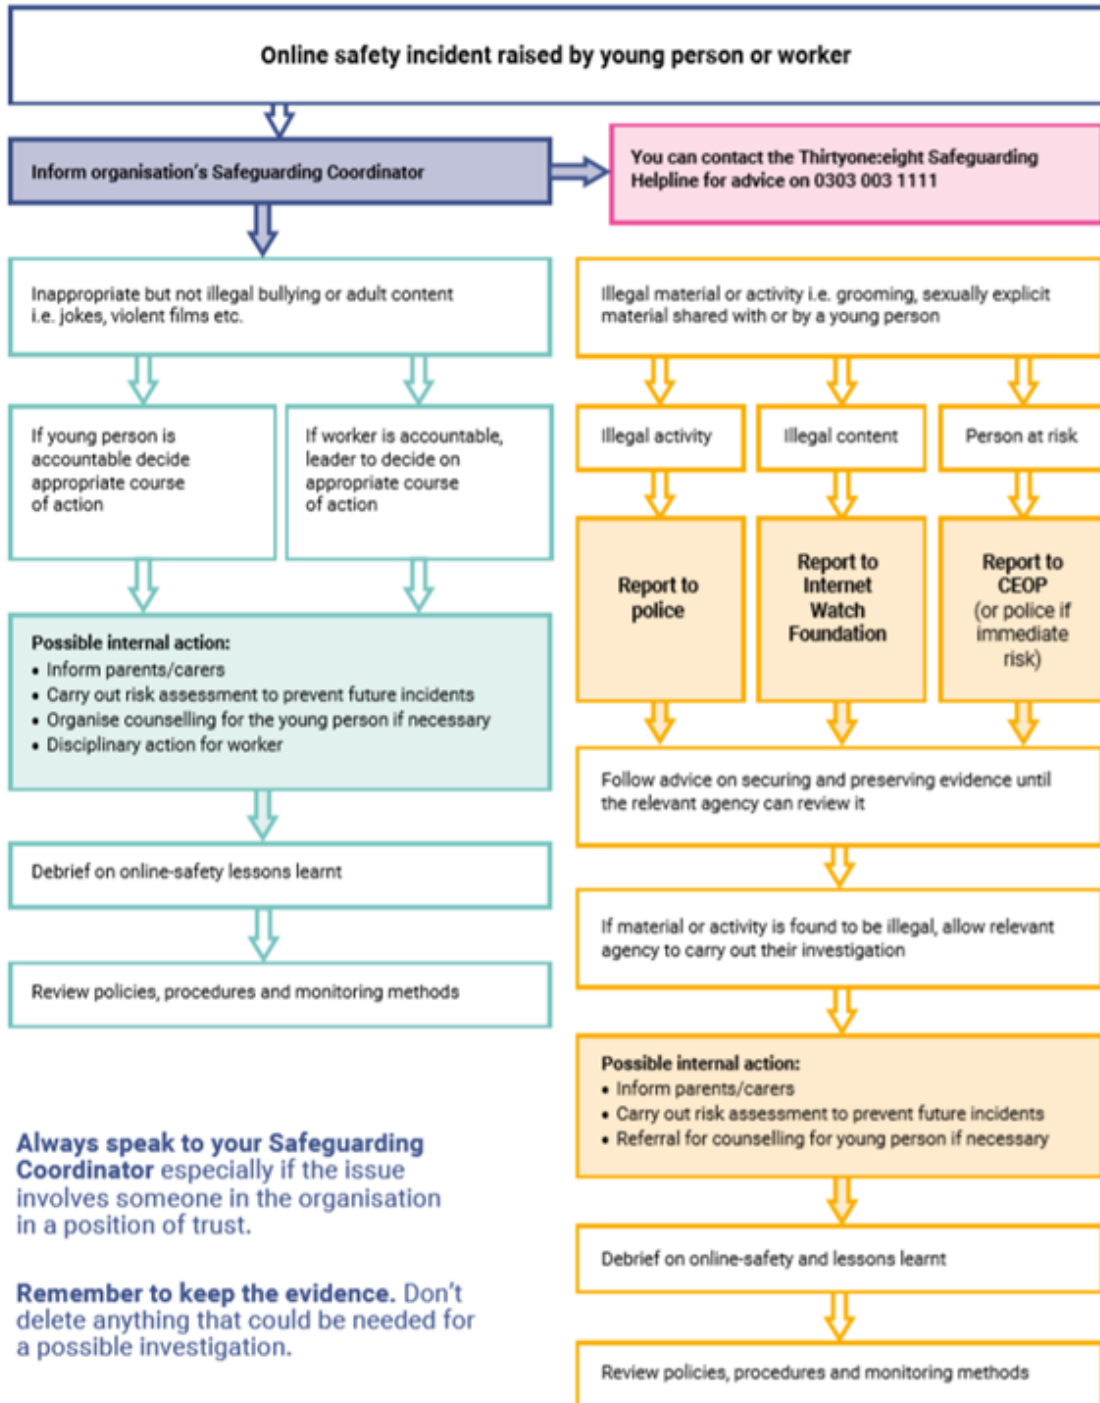 Online safety incident raised by young person or worker
Inform organisation's Safeguarding Coordinator
You can contact the Thirtyone:eight Safeguarding
Helpline for advice on 0303 003 1111
Inappropriate but not illegal bullying or adult content
i.e. jokes, violent films etc.
If young person is
accountable decide
appropriate course
of action
If worker is accountable,
leader to decide on
appropriate course
of action
Possible internal action:
• Inform parents/carers
• Carry out risk assessment to prevent future incidents
• Organise counselling for the young person if necessary
• Disciplinary action for worker
Debrief on online-safety lessons learnt
Review policies, procedures and monitoring methods
Illegal material or activity i.e. grooming, sexually explicit
material shared with or by a young person
Illegal activity
Illegal content
Person at risk
Report to
police
Report to
Internet
Watch
Foundation
Report to
CEOP
(or police if
immediate
risk)
Follow advice on securing and preserving evidence until
the relevant agency can review it
If material or activity is found to be illegal, allow relevant
agency to carry out their investigation
Possible internal action:
• Inform parents/carers
• Carry out risk assessment to prevent future incidents
• Referral for counselling for young person if necessary
Debrief on online-safety and lessons learnt
Review policies, procedures and monitoring methods
Always speak to your Safeguarding
Coordinator especially if the issue
involves someone in the organisation
in a position of trust.
Remember to keep the evidence. Don't
delete anything that could be needed for
a possible investigation.